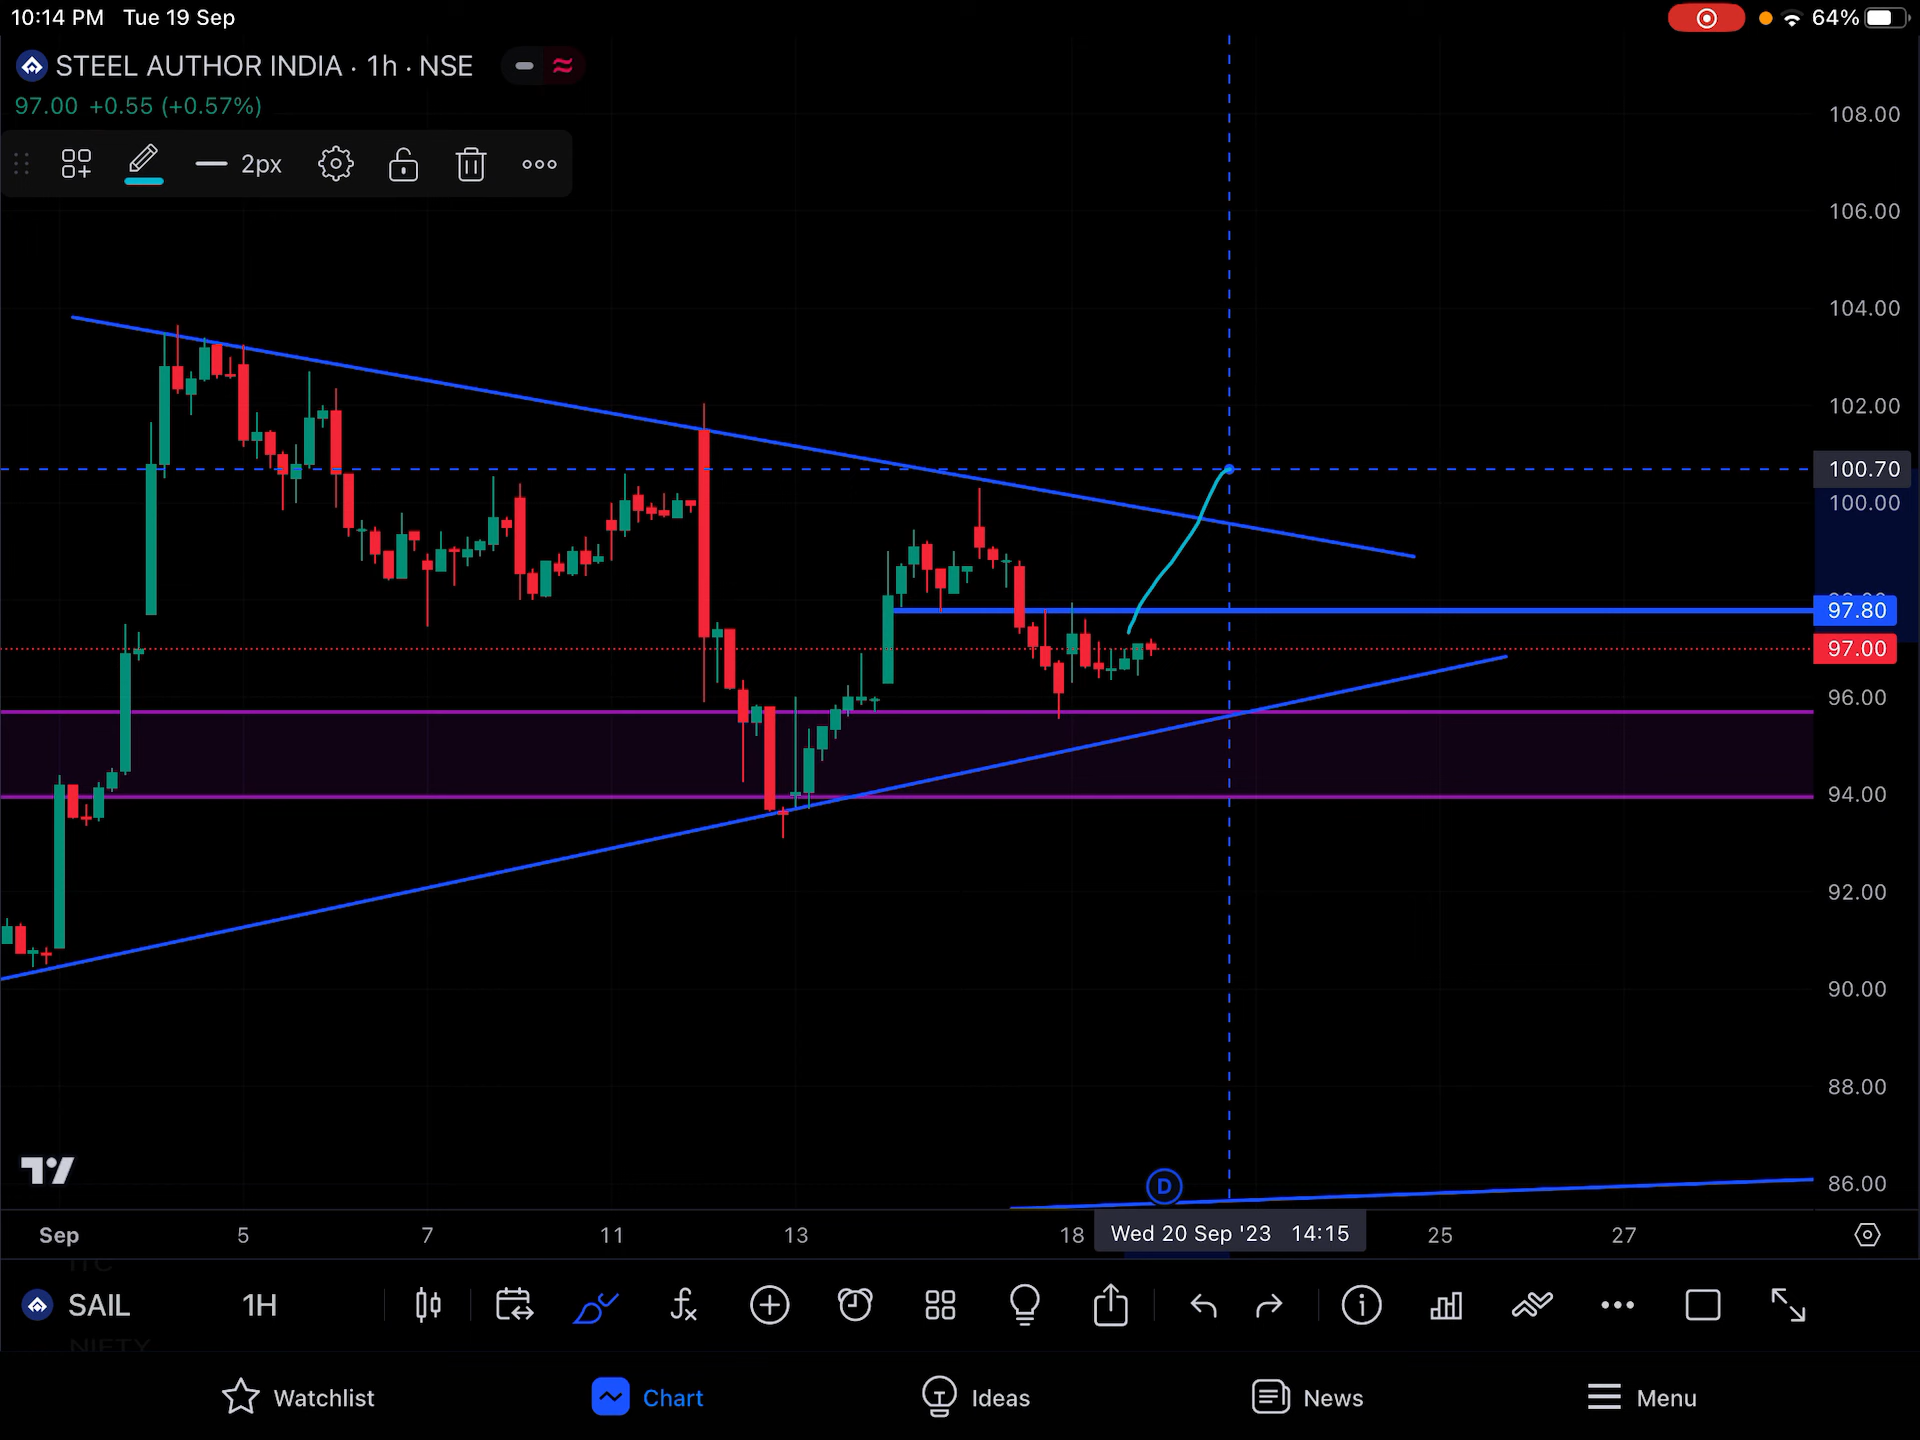 10:14 PM Tue 19 Sep 64%
STEEL AUTHOR INDIA · 1h · NSE
97.00 +0.55 (+0.57%)
2px
108.00
106.00
104.00
102.00
100.70
100.00
97.80
97.00
96.00
94.00
92.00
90.00
88.00
86.00
D
Sep 5 7 11 13 18 Wed 20 Sep '23 14:15 25 27
SAIL 1H
Watchlist Chart Ideas News Menu